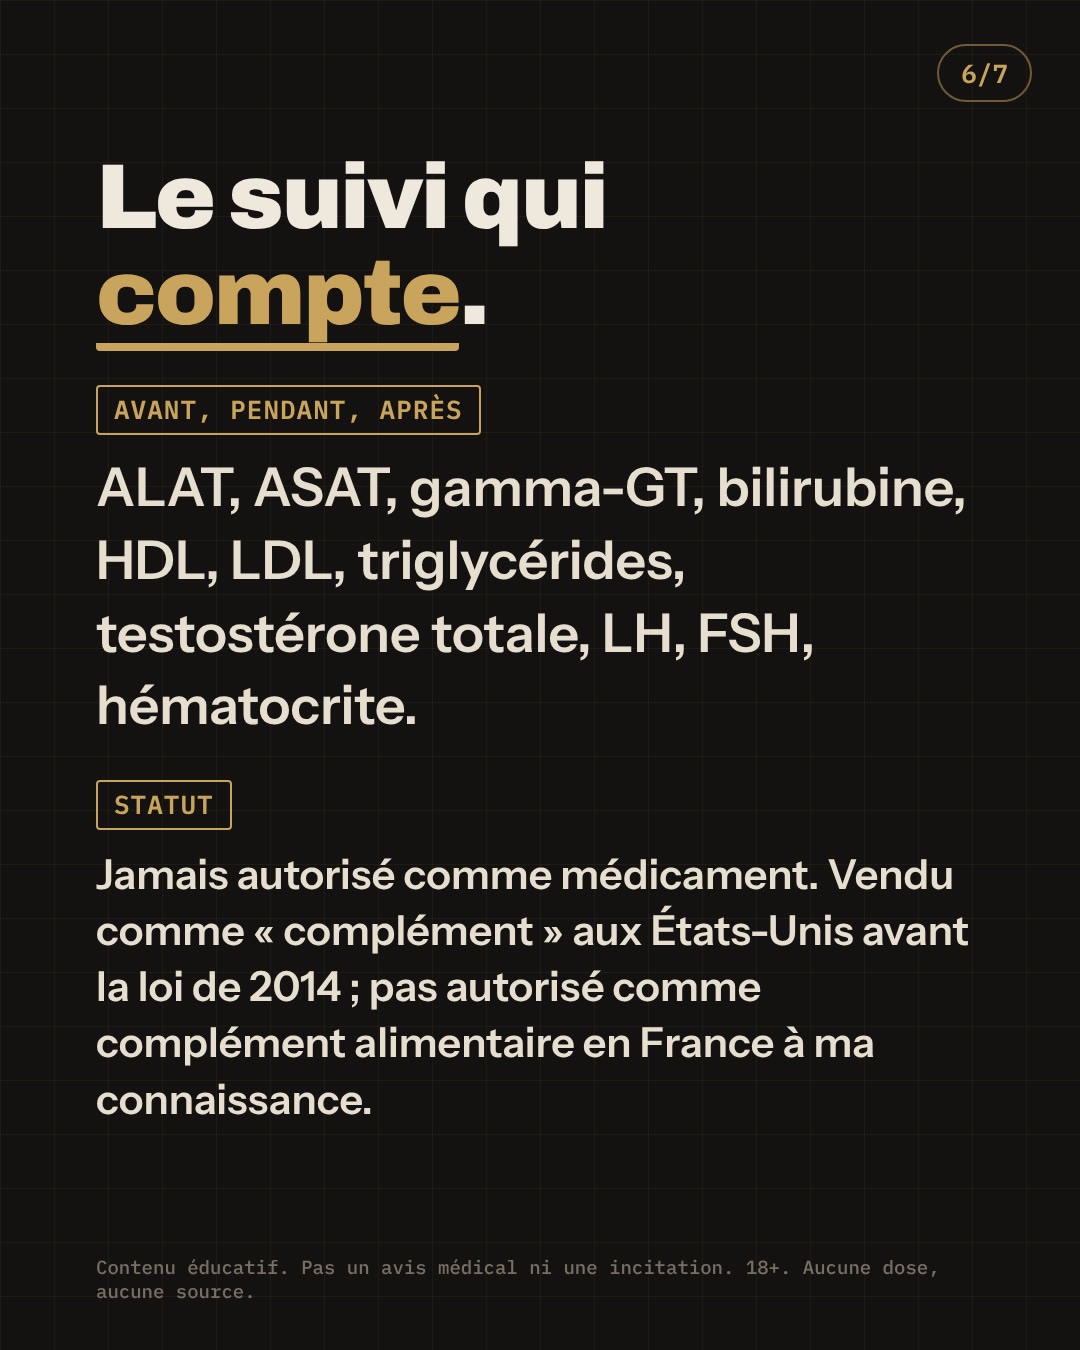 6/7
Le suivi qui
compte.
AVANT, PENDANT, APRÈS
ALAT, ASAT, gamma-GT, bilirubine,
HDL, LDL, triglycérides,
testostérone totale, LH, FSH,
hématocrite.
STATUT
Jamais autorisé comme médicament. Vendu
comme « complément » aux États-Unis avant
la loi de 2014 ; pas autorisé comme
complément alimentaire en France à ma
connaissance.
Contenu éducatif. Pas un avis médical ni une incitation. 18+. Aucune dose,
aucune source.